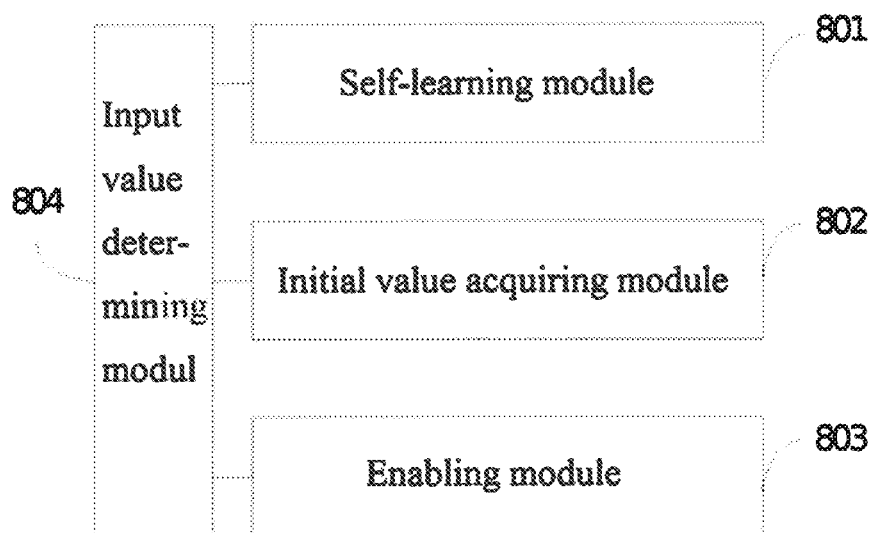 801
Self-learning module
Input
value
deter-
mining
modul
804
802
Initial value acquiring module
803
Enabling module